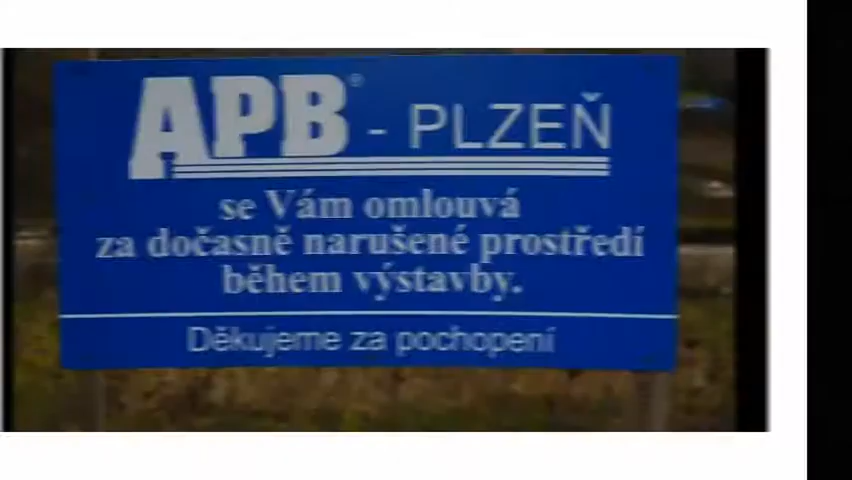 APB® - PLZEŇ
se Vám omlouvá
za dočasně narušené prostředí
během výstavby.
Děkujeme za pochopení